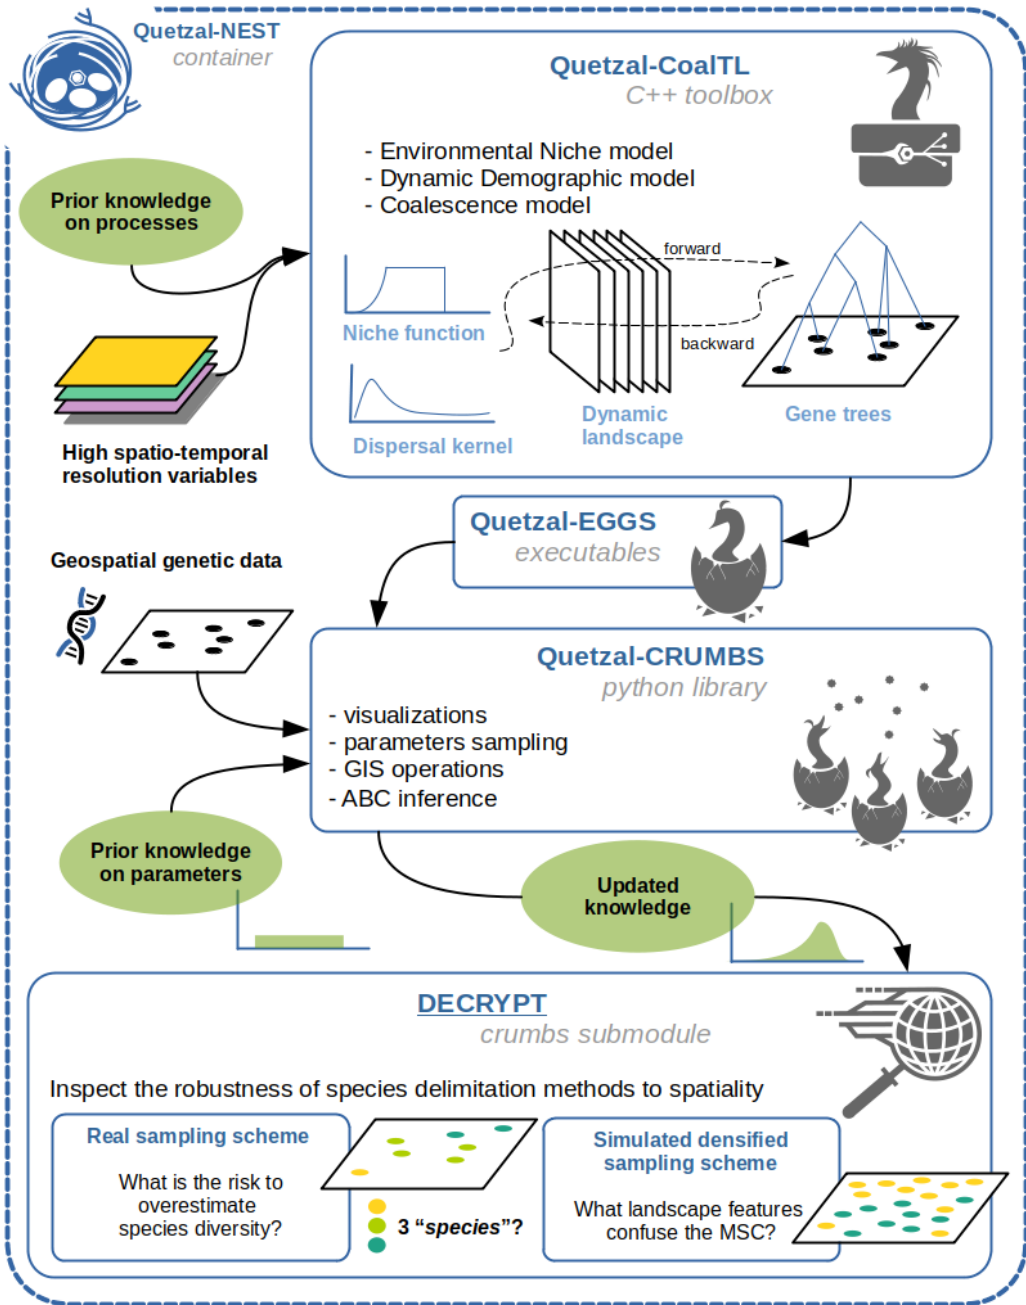 Quetzal-NEST
container
Quetzal-CoalTL
C++ toolbox
- Environmental Niche model
- Dynamic Demographic model
- Coalescence model
Prior knowledge
on processes
forward
backward
Niche function
Dispersal kernel
Dynamic
landscape
Gene trees
High spatio-temporal
resolution variables
Quetzal-EGGS
executables
Geospatial genetic data
Quetzal-CRUMBS
python library
- visualizations
- parameters sampling
- GIS operations
- ABC inference
Prior knowledge
on parameters
Updated
knowledge
DECRYPT
crumbs submodule
Inspect the robustness of species delimitation methods to spatiality
Real sampling scheme
What is the risk to
overestimate
species diversity?
3 “species”?
Simulated densified
sampling scheme
What landscape features
confuse the MSC?